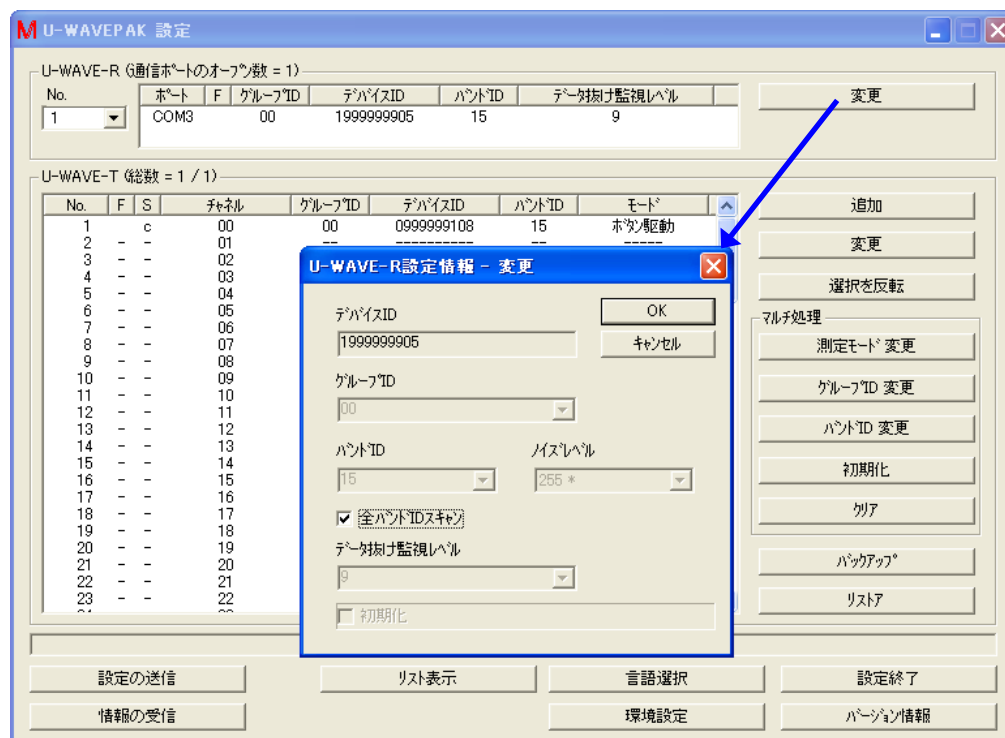 U-WAVEPAK 設定
U-WAVE-R (通信ﾎﾟｰﾄのｵｰﾌﾟﾝ数 = 1)
No.
1
ﾎﾟｰﾄ F ｸﾞﾙｰﾌﾟID ﾃﾞﾊﾞｲｽID ﾊﾞﾝﾄﾞID ﾃﾞｰﾀ抜け監視ﾚﾍﾞﾙ
COM3 00 1999999905 15 9
変更
U-WAVE-T (総数 = 1 / 1)
No. F S ﾁｬﾈﾙ ｸﾞﾙｰﾌﾟID ﾃﾞﾊﾞｲｽID ﾊﾞﾝﾄﾞID ﾓｰﾄﾞ
1 c 00 00 0999999108 15 ﾎﾞﾀﾝ駆動
2 - - 01 -- ---------- -- -----
3 - - 02
4 - - 03
5 - - 04
6 - - 05
7 - - 06
8 - - 07
9 - - 08
10 - - 09
11 - - 10
12 - - 11
13 - - 12
14 - - 13
15 - - 14
16 - - 15
17 - - 16
18 - - 17
19 - - 18
20 - - 19
21 - - 20
22 - - 21
23 - - 22
U-WAVE-R設定情報 - 変更
ﾃﾞﾊﾞｲｽID
1999999905
OK
ｷｬﾝｾﾙ
ｸﾞﾙｰﾌﾟID
00
ﾊﾞﾝﾄﾞID ﾉｲｽﾞﾚﾍﾞﾙ
15 255 *
全ﾊﾞﾝﾄﾞIDｽｷｬﾝ
ﾃﾞｰﾀ抜け監視ﾚﾍﾞﾙ
9
初期化
追加
変更
選択を反転
ﾏﾙﾁ処理
測定ﾓｰﾄﾞ 変更
ｸﾞﾙｰﾌﾟID 変更
ﾊﾞﾝﾄﾞID 変更
初期化
ｸﾘｱ
ﾊﾞｯｸｱｯﾌﾟ
ﾘｽﾄｱ
設定の送信 ﾘｽﾄ表示 言語選択 設定終了
情報の受信 環境設定 ﾊﾞｰｼﾞｮﾝ情報